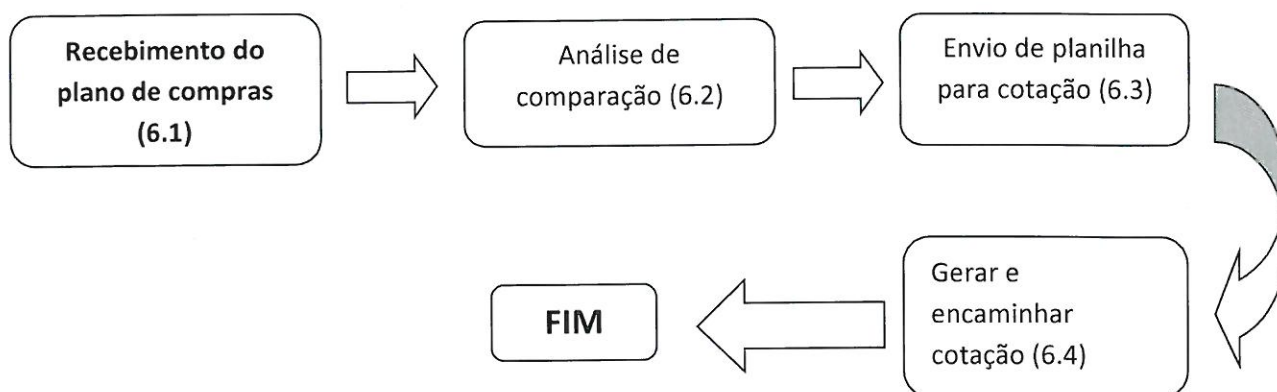 Recebimento do
plano de compras
(6.1)
Análise de
comparação (6.2)
Envio de planilha
para cotação (6.3)
Gerar e
encaminhar
cotação (6.4)
FIM